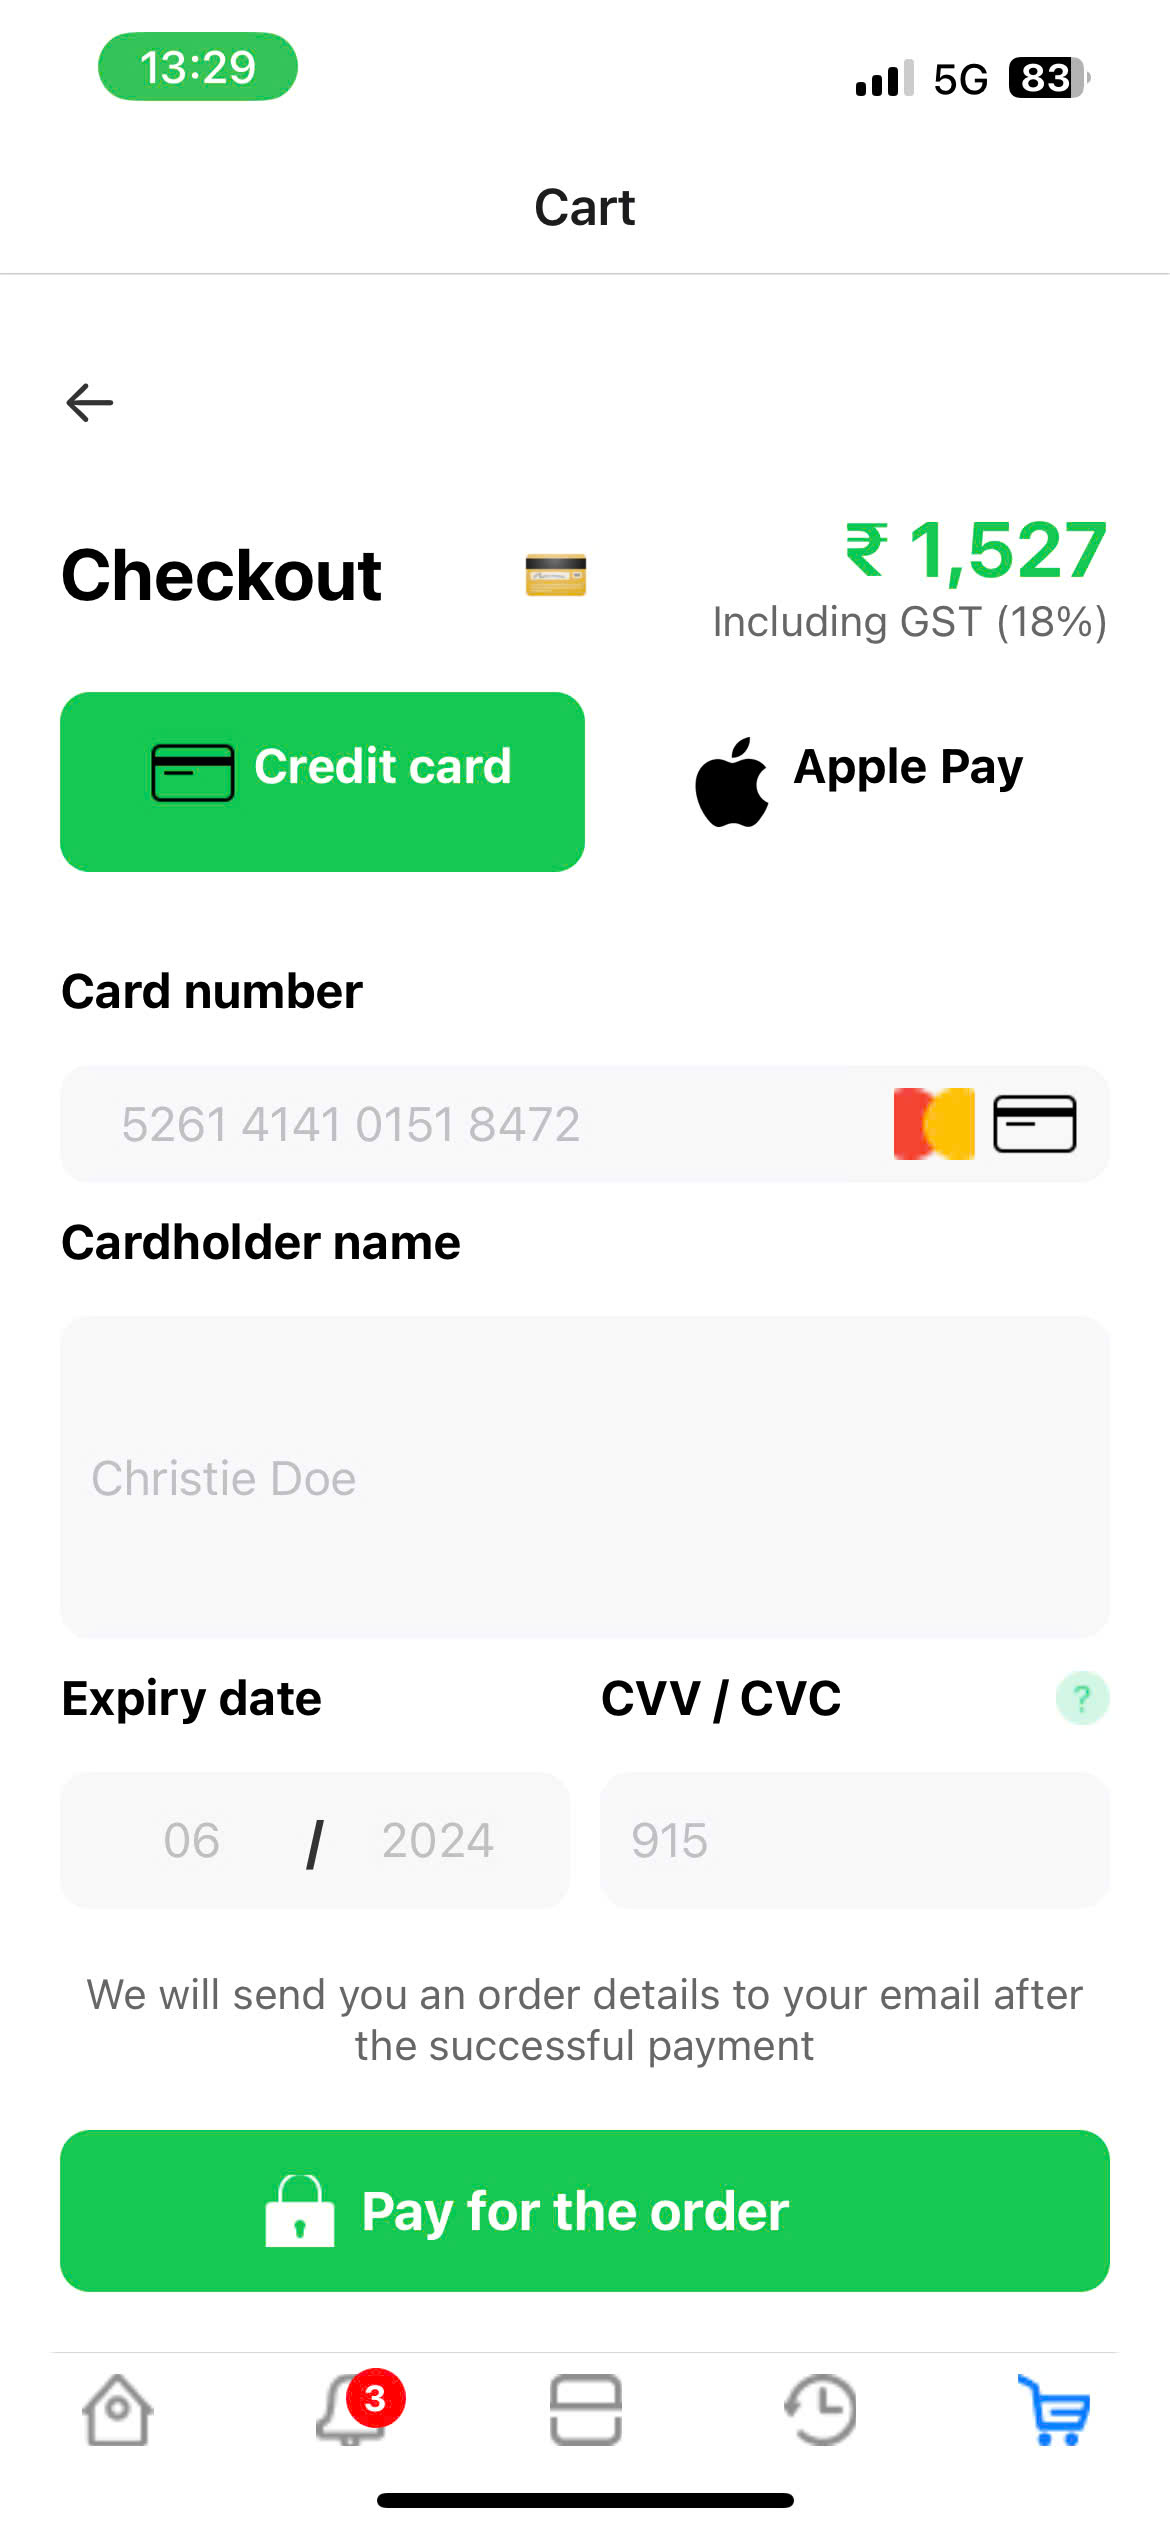 13:29
5G 83
Cart
Checkout
₹ 1,527
Including GST (18%)
Credit card
Apple Pay
Card number
5261 4141 0151 8472
Cardholder name
Christie Doe
Expiry date
CVV / CVC
?
06 / 2024
915
We will send you an order details to your email after
the successful payment
Pay for the order
3